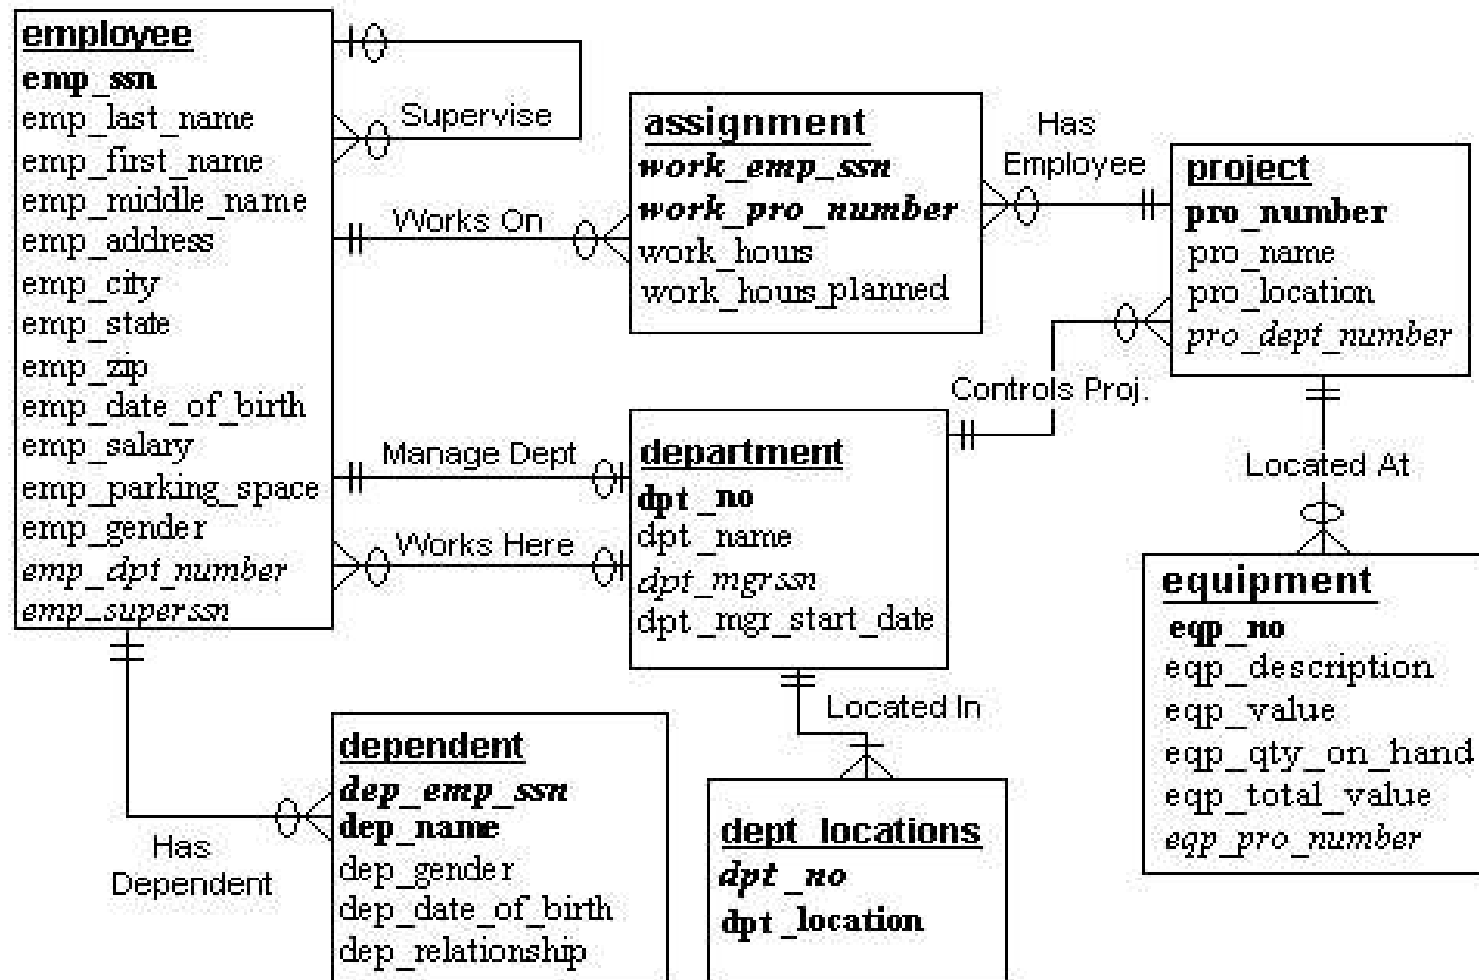 employee
emp_ssn
emp_last_name
emp_first_name
emp_middle_name
emp_address
emp_city
emp_state
emp_zip
emp_date_of_birth
emp_salary
emp_parking_space
emp_gender
emp_dpt_number
emp_superssn
Supervise
Works On
Manage Dept
Works Here
assignment
work_emp_ssn
work_pro_number
work_hours
work_hours_planned
Has
Employee
project
pro_number
pro_name
pro_location
pro_dept_number
Controls Proj.
department
dpt_no
dpt_name
dpt_mgrssn
dpt_mgr_start_date
Located At
equipment
eqp_no
eqp_description
eqp_value
eqp_qty_on_hand
eqp_total_value
eqp_pro_number
Located In
Has
Dependent
dependent
dep_emp_ssn
dep_name
dep_gender
dep_date_of_birth
dep_relationship
dept_locations
dpt_no
dpt_location